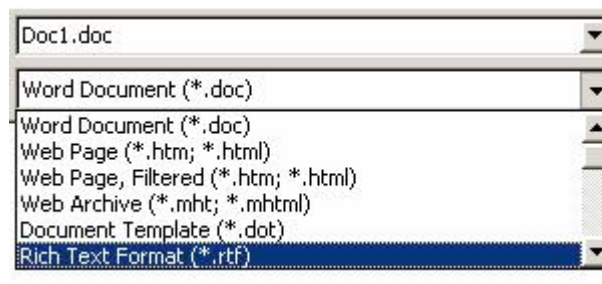 Doc1.doc
Word Document (*.doc)
Word Document (*.doc)
Web Page (*.htm; *.html)
Web Page, Filtered (*.htm; *.html)
Web Archive (*.mht; *.mhtml)
Document Template (*.dot)
Rich Text Format (*.rtf)